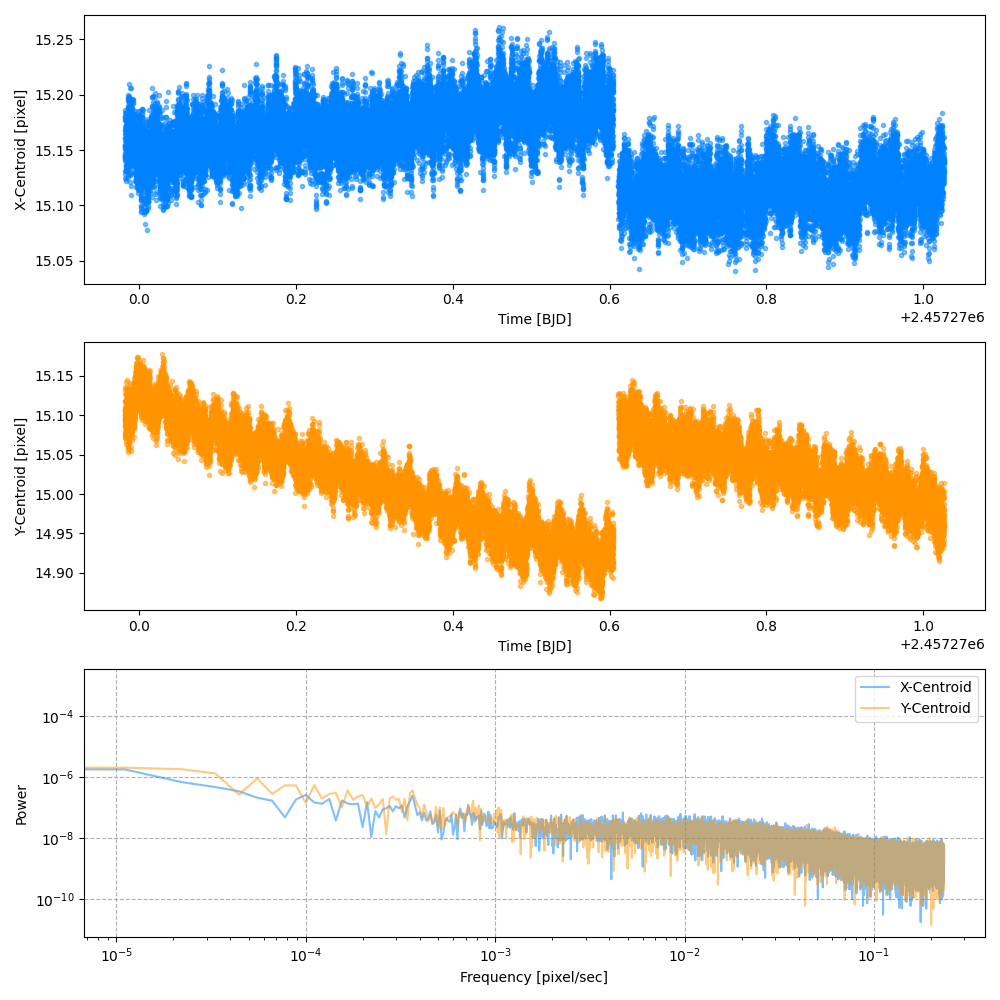 15.25
15.20
15.15
15.10
15.05
X-Centroid [pixel]
0.0 0.2 0.4 0.6 0.8 1.0
Time [BJD]
+2.45727e6
15.15
15.10
15.05
15.00
14.95
14.90
Y-Centroid [pixel]
0.0 0.2 0.4 0.6 0.8 1.0
Time [BJD]
+2.45727e6
X-Centroid
Y-Centroid
10⁻⁴
10⁻⁶
10⁻⁸
10⁻¹⁰
Power
10⁻⁵ 10⁻⁴ 10⁻³ 10⁻² 10⁻¹
Frequency [pixel/sec]